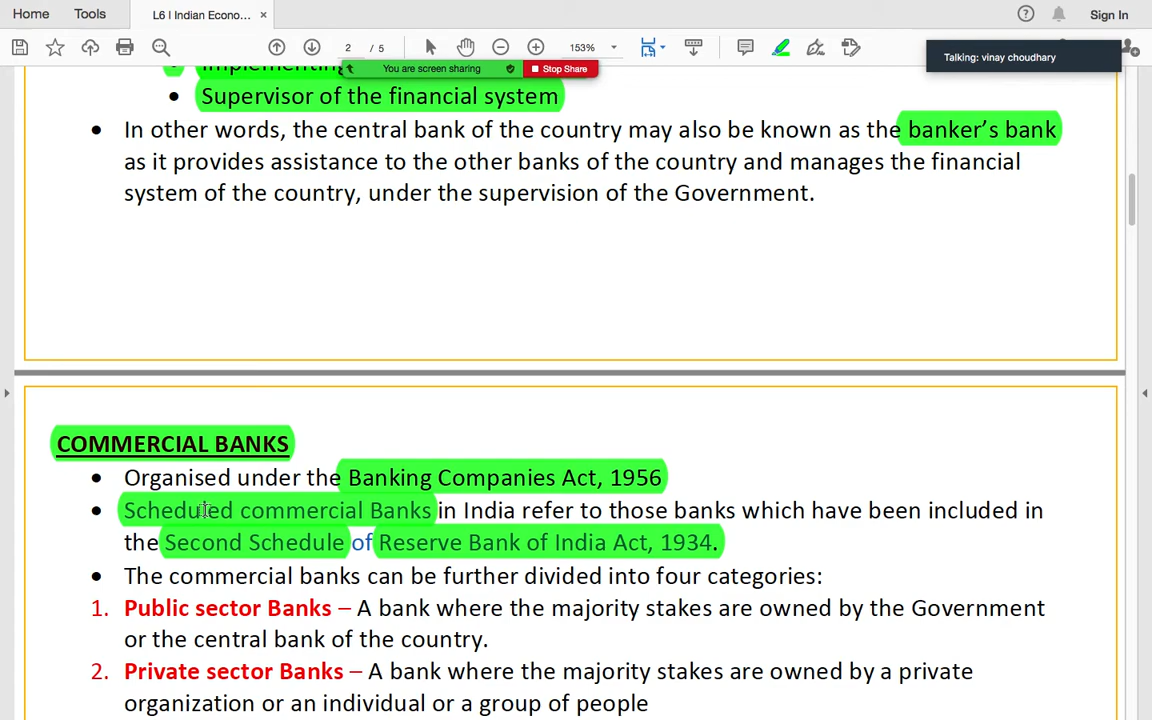 Home Tools L6 I Indian Econo... × Sign In
2 / 5 153%
Talking: vinay choudhary
You are screen sharing Stop Share
Implementing
• Supervisor of the financial system
• In other words, the central bank of the country may also be known as the banker’s bank
as it provides assistance to the other banks of the country and manages the financial
system of the country, under the supervision of the Government.
COMMERCIAL BANKS
• Organised under the Banking Companies Act, 1956
• Scheduled commercial Banks in India refer to those banks which have been included in
the Second Schedule of Reserve Bank of India Act, 1934.
• The commercial banks can be further divided into four categories:
1. Public sector Banks – A bank where the majority stakes are owned by the Government
or the central bank of the country.
2. Private sector Banks – A bank where the majority stakes are owned by a private
organization or an individual or a group of people